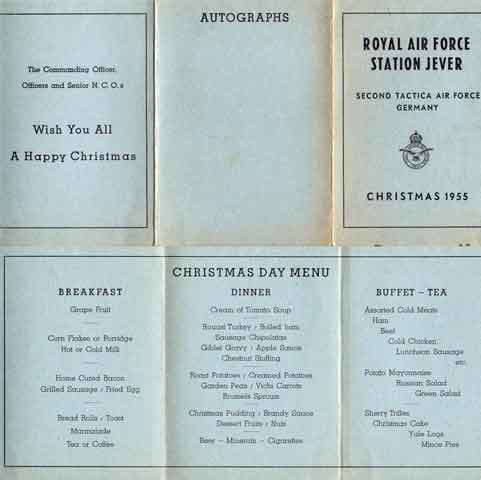 The Commanding Officer,
Officers and Senior N.C.O.s
Wish You All
A Happy Christmas
AUTOGRAPHS
ROYAL AIR FORCE
STATION JEVER
SECOND TACTICA AIR FORCE
GERMANY
CHRISTMAS 1955
CHRISTMAS DAY MENU
BREAKFAST
Grape Fruit
Corn Flakes or Porridge
Hot or Cold Milk
Home Cured Bacon
Grilled Sausage / Fried Egg
Bread Rolls / Toast
Marmalade
Tea or Coffee
DINNER
Cream of Tomato Soup
Roast Turkey / Boiled Ham
Sausage Chipolatas
Giblet Gravy / Apple Sauce
Chestnut Stuffing
Roast Potatoes / Creamed Potatoes
Garden Peas / Vichi Carrots
Brussels Sprouts
Christmas Pudding / Brandy Sauce
Dessert Fruits / Nuts
Beer — Minerals — Cigarettes
BUFFET — TEA
Assorted Cold Meats
Ham
Beef
Cold Chicken
Luncheon Sausage
etc.
Potato Mayonnaise
Russian Salad
Green Salad
Sherry Trifles
Christmas Cake
Yule Logs
Mince Pies